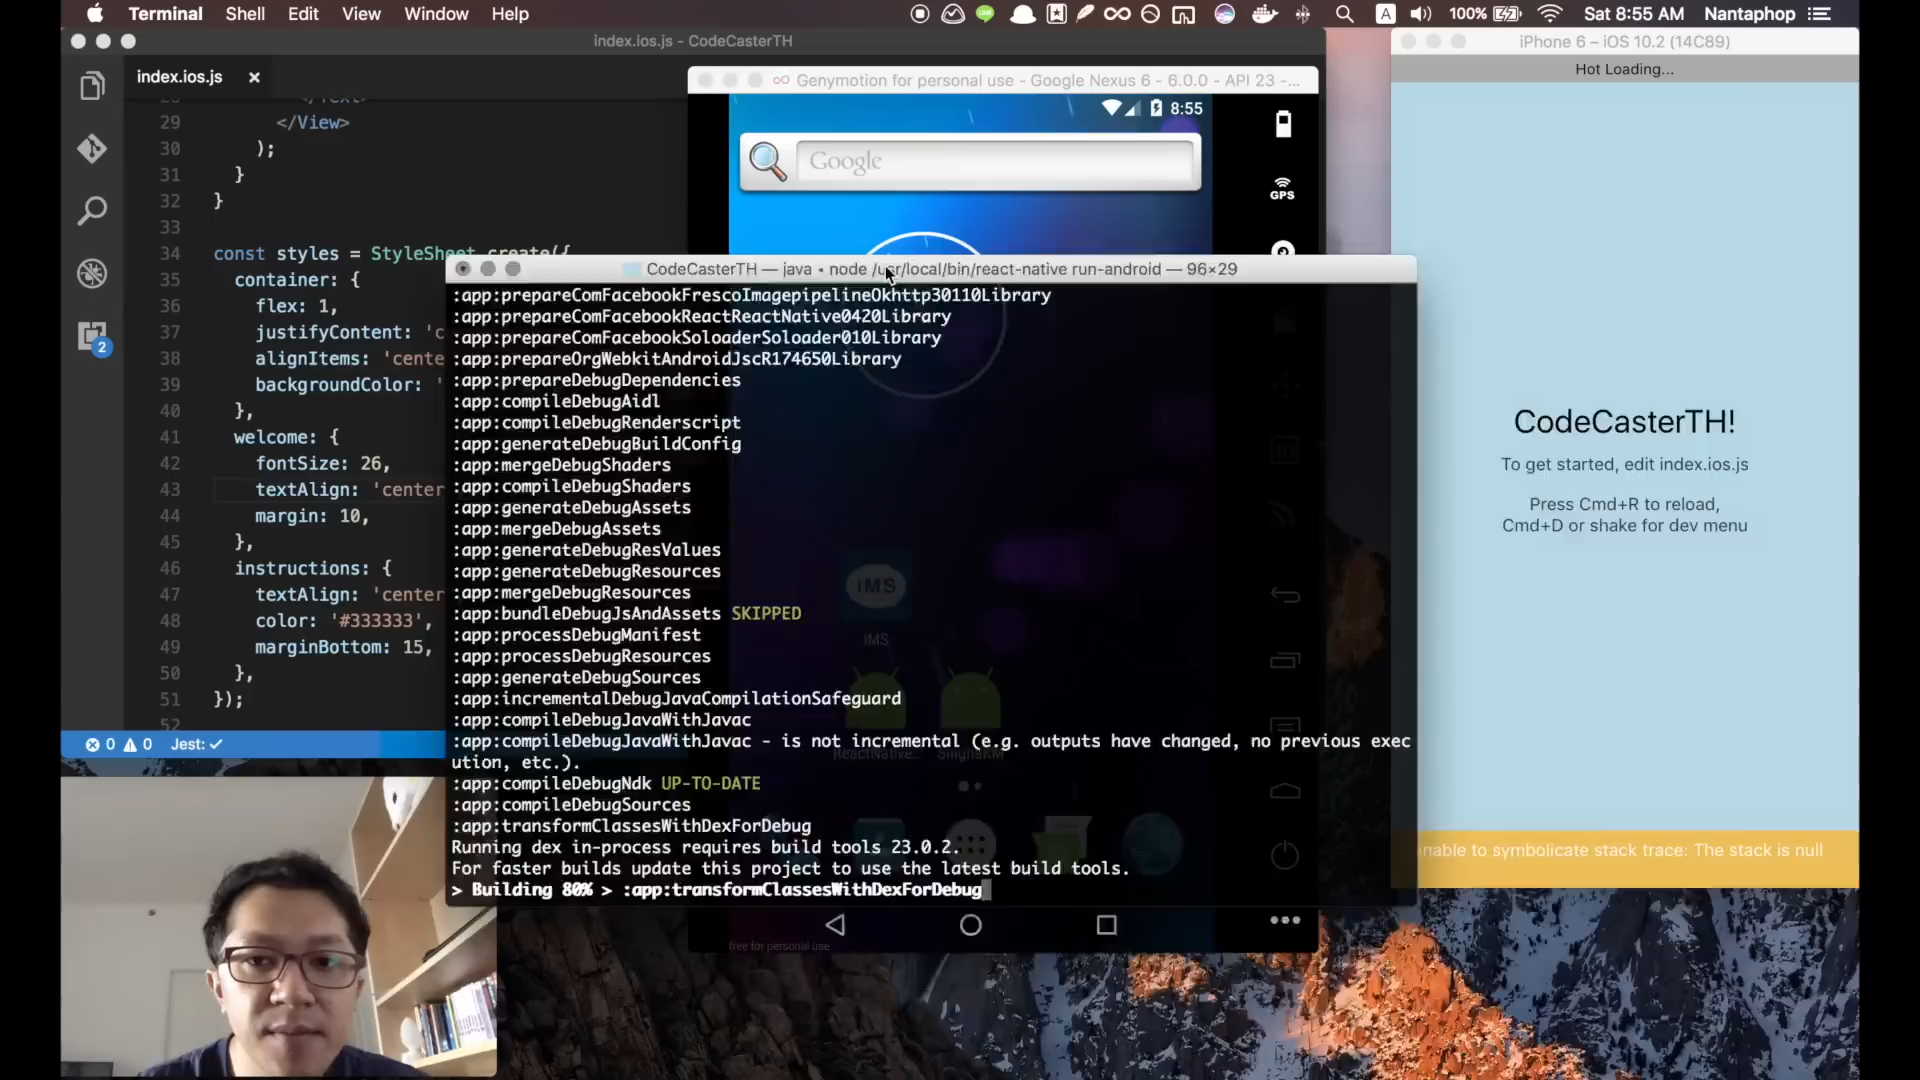 Terminal Shell Edit View Window Help
A 100% Sat 8:55 AM Nantaphop
index.ios.js - CodeCasterTH
index.ios.js
29 </View>
30 );
31 }
32 }
33
34 const styles = StyleSheet.create({
35 container: {
36 flex: 1,
37 justifyContent: 'c
38 alignItems: 'cente
39 backgroundColor: '
40 },
41 welcome: {
42 fontSize: 26,
43 textAlign: 'center
44 margin: 10,
45 },
46 instructions: {
47 textAlign: 'center
48 color: '#333333',
49 marginBottom: 15,
50 },
51 });
52
2
0 0 Jest: ✓
Genymotion for personal use - Google Nexus 6 - 6.0.0 - API 23 -...
8:55
Google
GPS
CodeCasterTH — java • node /usr/local/bin/react-native run-android — 96×29
:app:prepareComFacebookFrescoImagepipelineOkhttp30110Library
:app:prepareComFacebookReactReactNative0420Library
:app:prepareComFacebookSoloaderSoloader010Library
:app:prepareOrgWebkitAndroidJscR174650Library
:app:prepareDebugDependencies
:app:compileDebugAidl
:app:compileDebugRenderscript
:app:generateDebugBuildConfig
:app:mergeDebugShaders
:app:compileDebugShaders
:app:generateDebugAssets
:app:mergeDebugAssets
:app:generateDebugResValues
:app:generateDebugResources
:app:mergeDebugResources
:app:bundleDebugJsAndAssets SKIPPED
:app:processDebugManifest
:app:processDebugResources
:app:generateDebugSources
:app:incrementalDebugJavaCompilationSafeguard
:app:compileDebugJavaWithJavac
:app:compileDebugJavaWithJavac - is not incremental (e.g. outputs have changed, no previous exec
ution, etc.).
:app:compileDebugNdk UP-TO-DATE
:app:compileDebugSources
:app:transformClassesWithDexForDebug
Running dex in-process requires build tools 23.0.2.
For faster builds update this project to use the latest build tools.
> Building 80% > :app:transformClassesWithDexForDebug
iMS
iMS
free for personal use
iPhone 6 – iOS 10.2 (14C89)
Hot Loading...
CodeCasterTH!
To get started, edit index.ios.js
Press Cmd+R to reload,
Cmd+D or shake for dev menu
nable to symbolicate stack trace: The stack is null